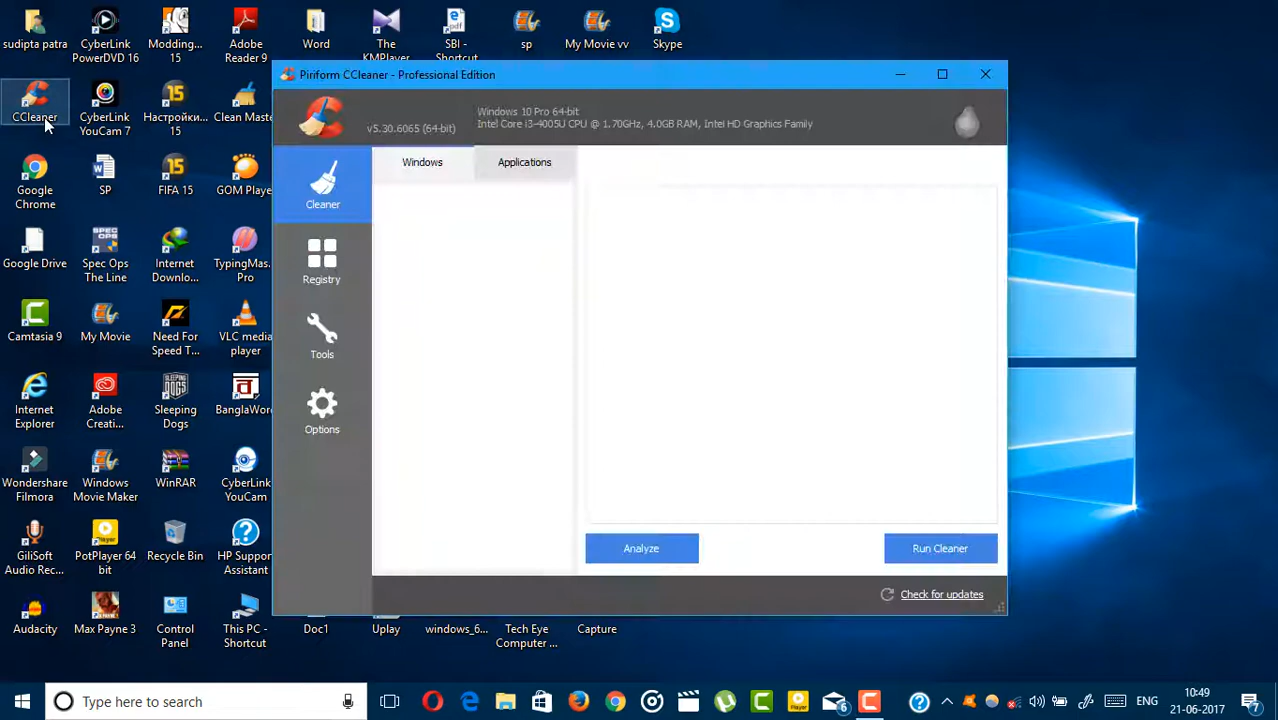 sudipta patra
CyberLink PowerDVD 16
Modding... 15
Adobe Reader 9
Word
The KMPlayer
SBI - Shortcut
sp
My Movie vv
Skype
CCleaner
CyberLink YouCam 7
Настройки... 15
Clean Maste
Google Chrome
SP
FIFA 15
GOM Playe
Google Drive
Spec Ops The Line
Internet Downlo...
TypingMas... Pro
Camtasia 9
My Movie
Need For Speed T...
VLC media player
Internet Explorer
Adobe Creati...
Sleeping Dogs
BanglaWor
Wondershare Filmora
Windows Movie Maker
WinRAR
CyberLink YouCam
GiliSoft Audio Rec...
PotPlayer 64 bit
Recycle Bin
HP Support Assistant
Audacity
Max Payne 3
Control Panel
This PC - Shortcut
Doc1
Uplay
windows_6...
Tech Eye Computer ...
Capture
Piriform CCleaner - Professional Edition
v5.30.6065 (64-bit)
Windows 10 Pro 64-bit
Intel Core i3-4005U CPU @ 1.70GHz, 4.0GB RAM, Intel HD Graphics Family
Cleaner
Registry
Tools
Options
Windows
Applications
Analyze
Run Cleaner
Check for updates
Type here to search
6
ENG
10:49
21-06-2017
7